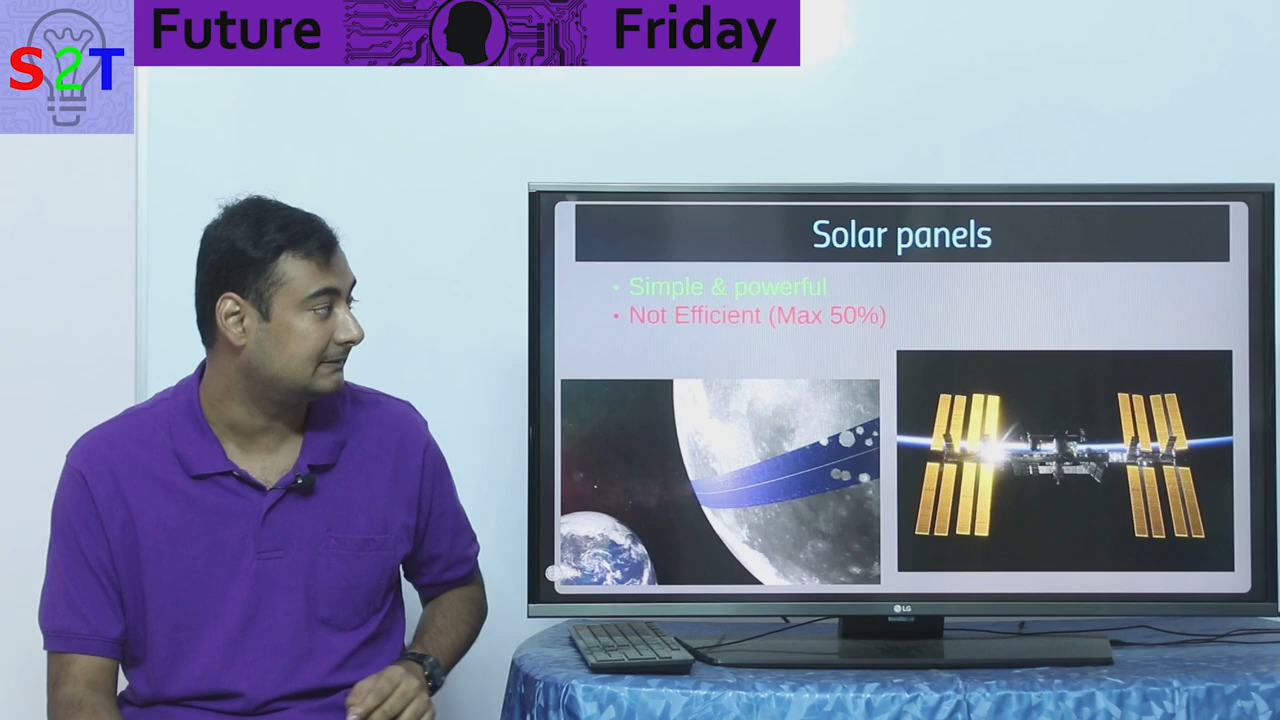 Future Friday
S2T
Solar panels
• Simple & powerful
• Not Efficient (Max 50%)
LG